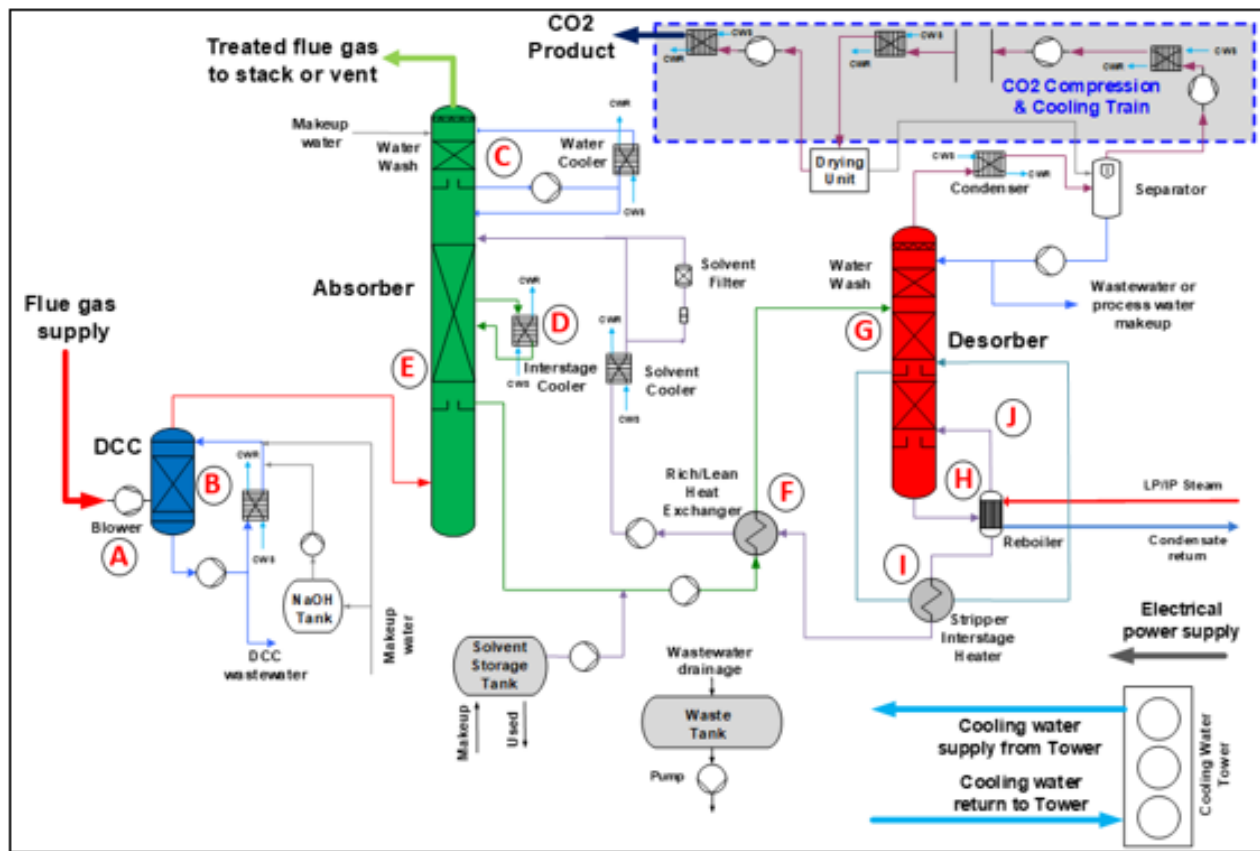 CO2
Product
Treated flue gas
to stack or vent
CWS
CWR
CWS
CWR
CWS
CWR
CO2 Compression
& Cooling Train
Makeup
water
Water
Wash
C
CWR
Water
Cooler
CWS
Drying
Unit
CWS
CWR
Condenser
Separator
Absorber
Solvent
Filter
Water
Wash
Wastewater or
process water
makeup
Flue gas
supply
CWR
D
E
CWS
Interstage
Cooler
CWR
Solvent
Cooler
CWS
G
Desorber
DCC
B
CWR
CWS
Blower
A
Rich/Lean
Heat
Exchanger
F
J
H
LP/IP Steam
Reboiler
Condensate
return
NaOH
Tank
Makeup
water
DCC
wastewater
I
Stripper
Interstage
Heater
Electrical
power supply
Solvent
Storage
Tank
Makeup
Used
Wastewater
drainage
Waste
Tank
Pump
Cooling water
supply from Tower
Cooling water
return to Tower
Cooling Water
Tower